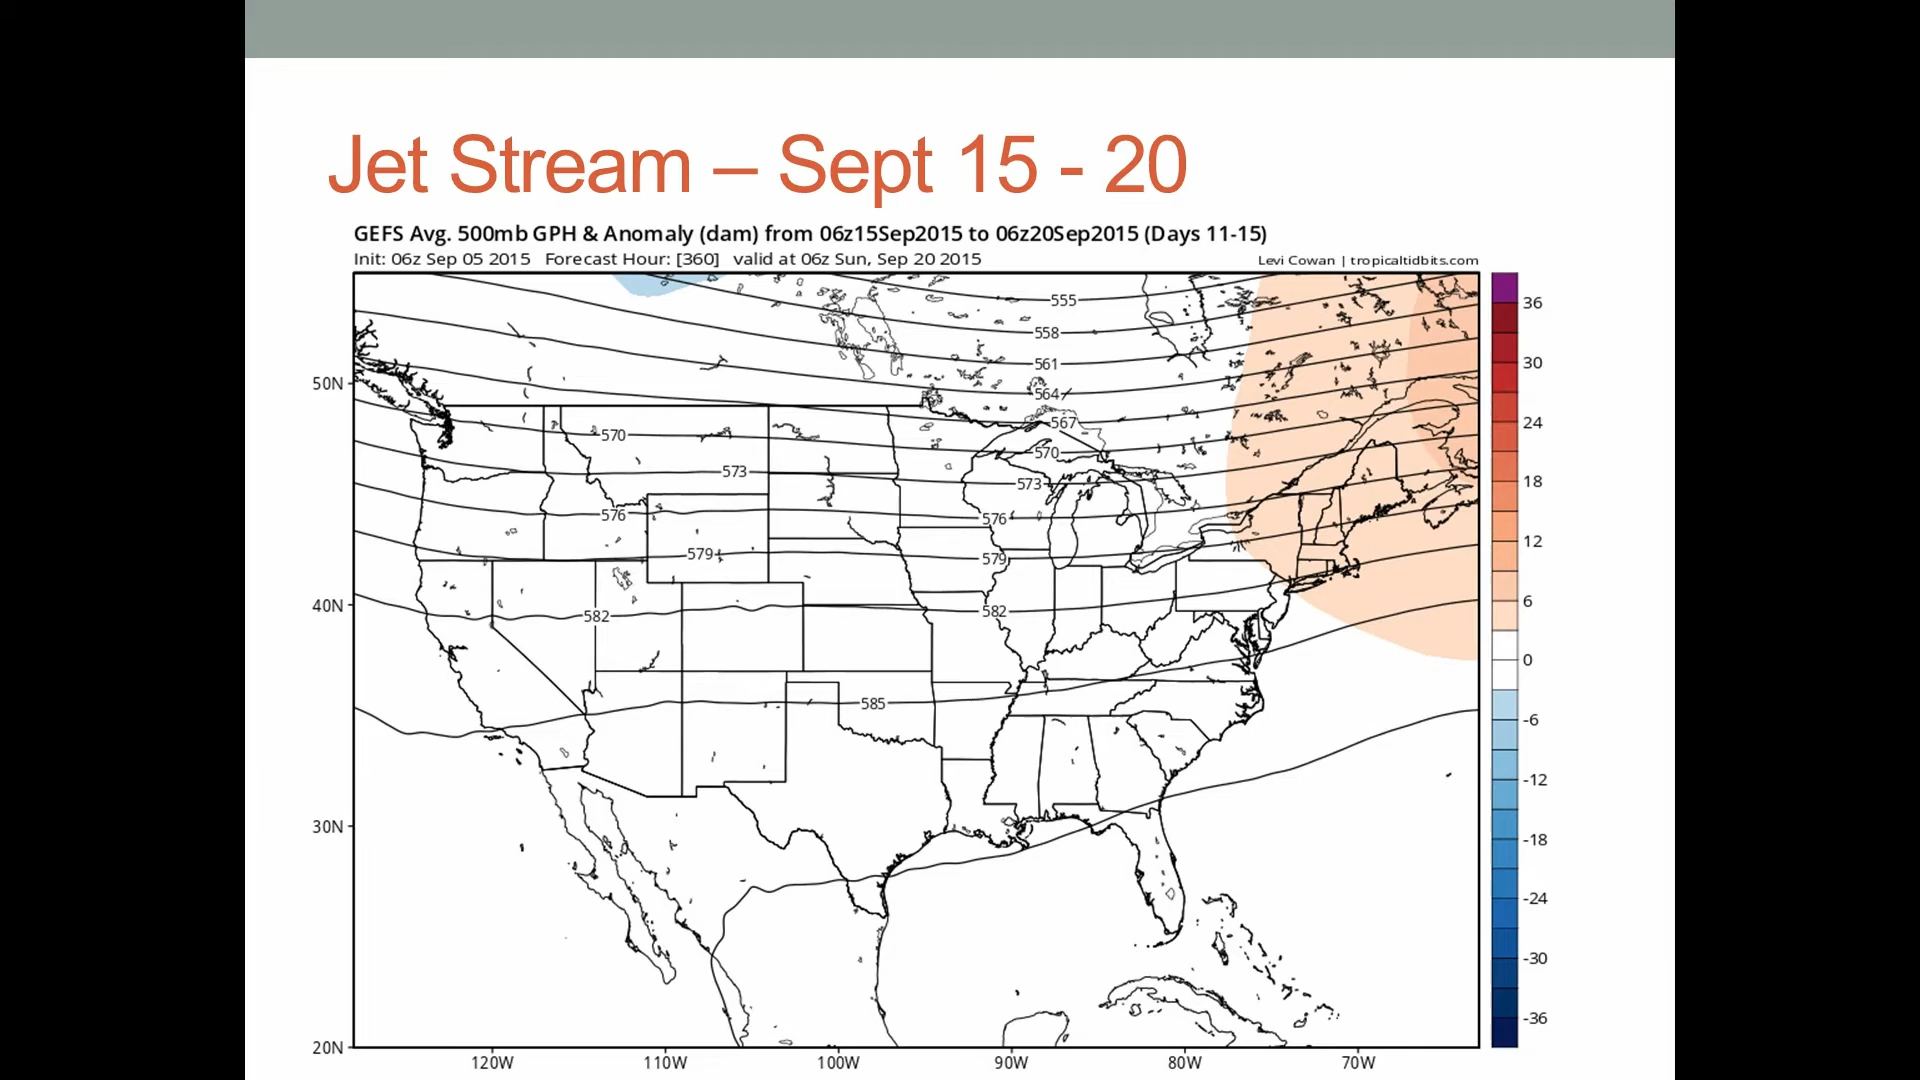 Jet Stream – Sept 15 - 20
GEFS Avg. 500mb GPH & Anomaly (dam) from 06z15Sep2015 to 06z20Sep2015 (Days 11-15)
Init: 06z Sep 05 2015 Forecast Hour: [360] valid at 06z Sun, Sep 20 2015
Levi Cowan | tropicaltidbits.com
555
558
561
564
567
570
570
573
573
576
576
579
579
582
582
585
50N
40N
30N
20N
120W
110W
100W
90W
80W
70W
36
30
24
18
12
6
0
-6
-12
-18
-24
-30
-36